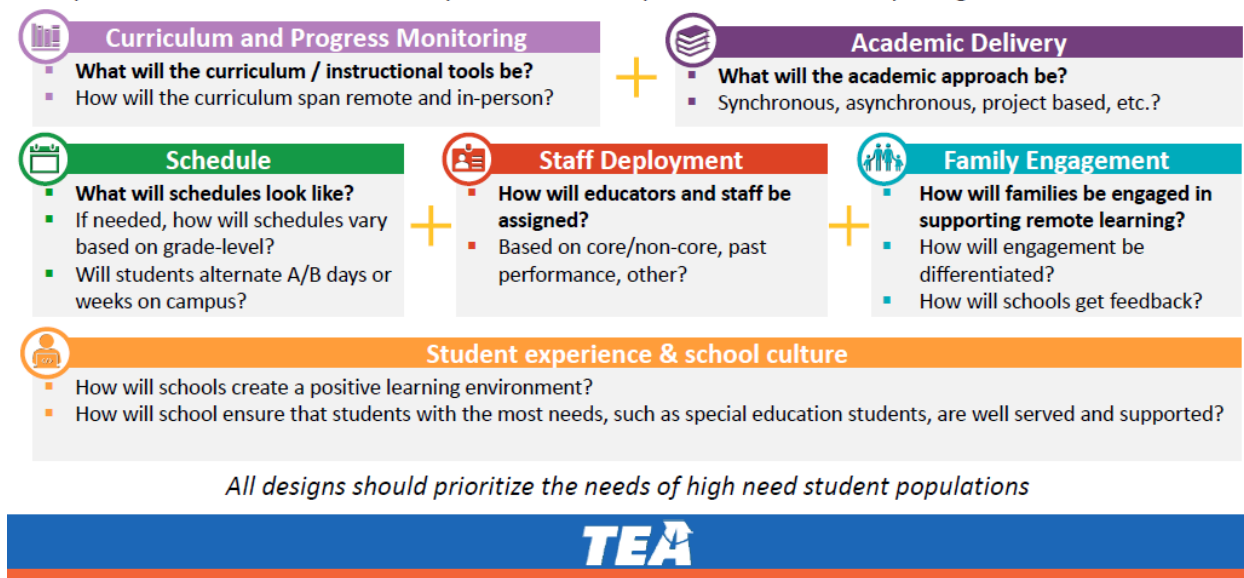 Curriculum and Progress Monitoring
What will the curriculum / instructional tools be?
How will the curriculum span remote and in-person?
Academic Delivery
What will the academic approach be?
Synchronous, asynchronous, project based, etc.?
Schedule
What will schedules look like?
If needed, how will schedules vary
based on grade-level?
Will students alternate A/B days or
weeks on campus?
Staff Deployment
How will educators and staff be
assigned?
Based on core/non-core, past
performance, other?
Family Engagement
How will families be engaged in
supporting remote learning?
How will engagement be
differentiated?
How will schools get feedback?
Student experience & school culture
How will schools create a positive learning environment?
How will school ensure that students with the most needs, such as special education students, are well served and supported?
All designs should prioritize the needs of high need student populations
TEA